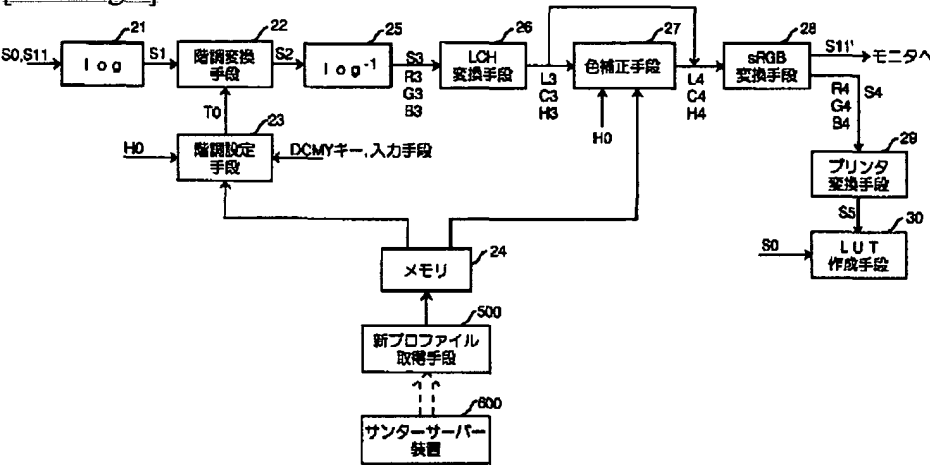 21
22
25
26
27
28
S0,S11
log
S1
階調変換
手段
S2
log-1
S3
R3
G3
B3
LCH
変換手段
L3
C3
H3
色補正手段
L4
C4
H4
sRGB
変換手段
S11'
モニタへ
R4
G4
B4
S4
T0
23
H0
階調設定
手段
DCMYキー,入力手段
H0
29
プリンタ
変換手段
S5
30
S0
LUT
作成手段
24
メモリ
500
新プロファイル
取得手段
600
サンターサーバー
装置